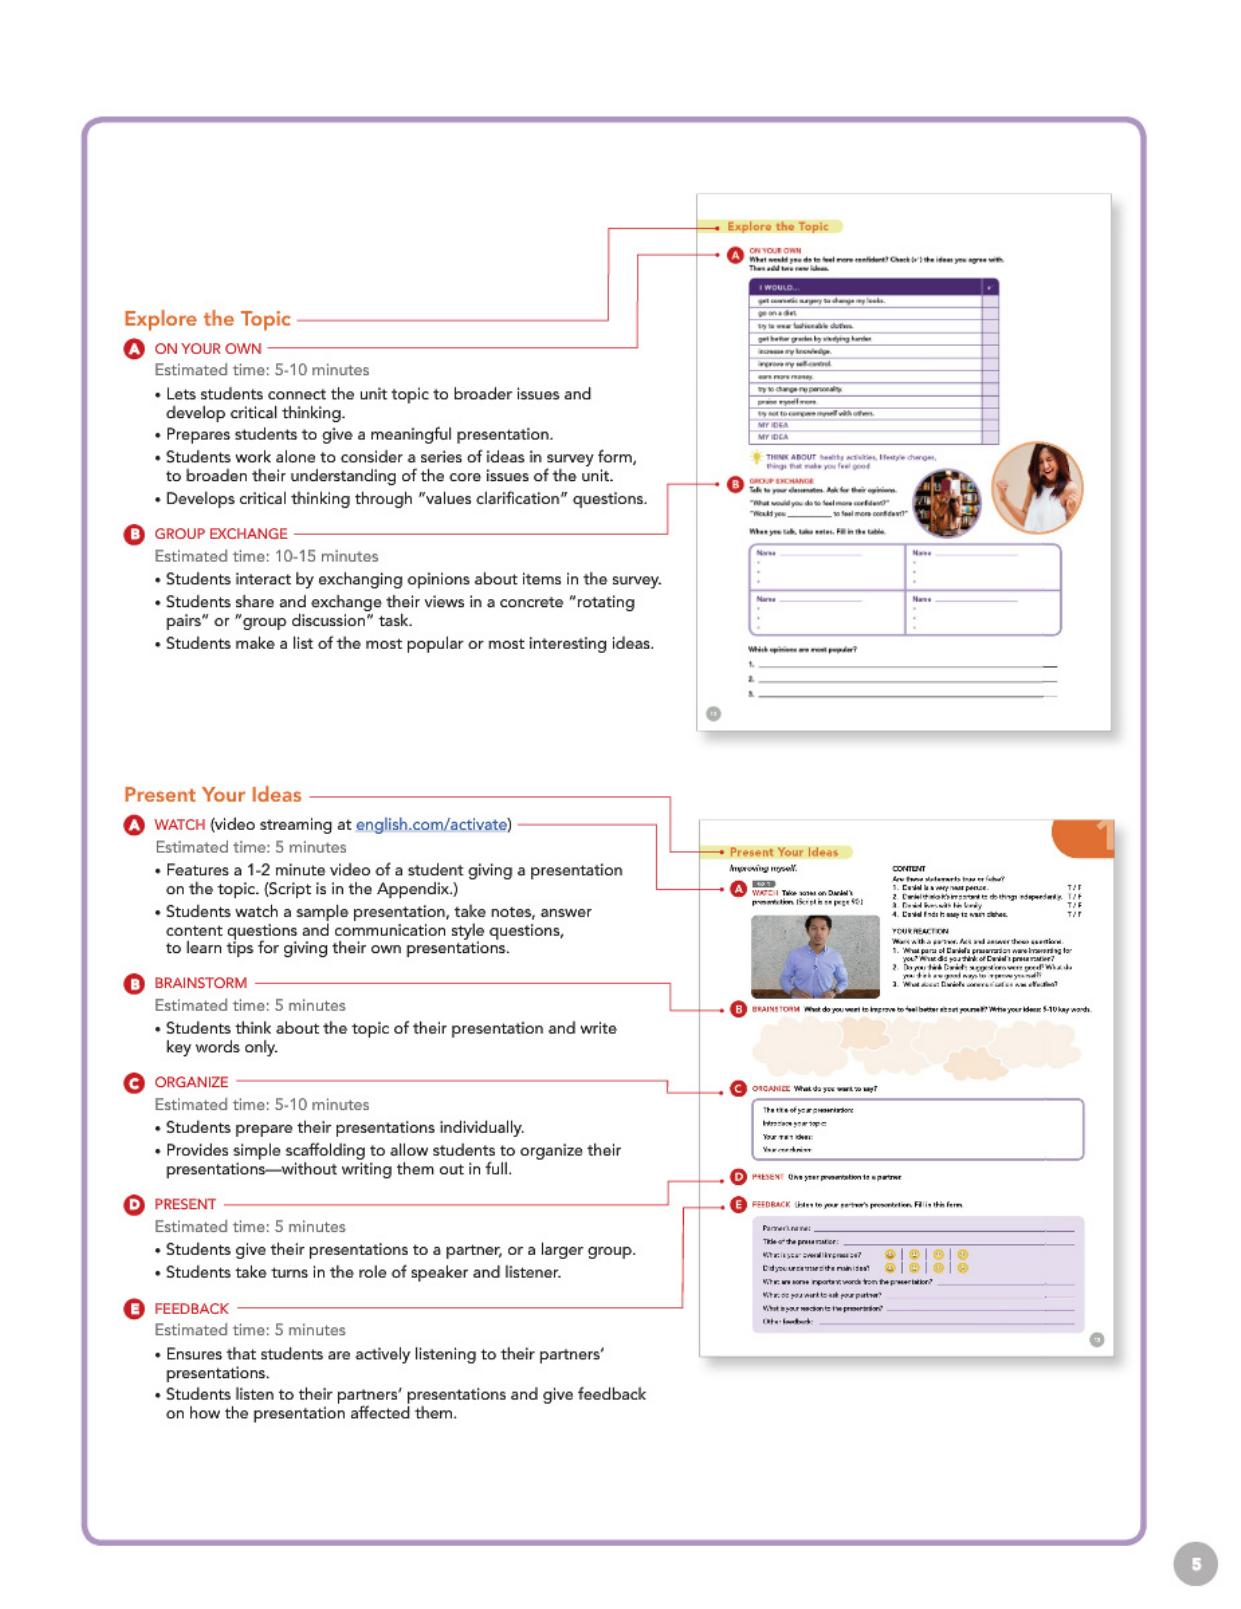 Explore the Topic
A ON YOUR OWN
Estimated time: 5-10 minutes
• Lets students connect the unit topic to broader issues and
develop critical thinking.
• Prepares students to give a meaningful presentation.
• Students work alone to consider a series of ideas in survey form,
to broaden their understanding of the core issues of the unit.
• Develops critical thinking through "values clarification" questions.
B GROUP EXCHANGE
Estimated time: 10-15 minutes
• Students interact by exchanging opinions about items in the survey.
• Students share and exchange their views in a concrete "rotating
pairs" or "group discussion" task.
• Students make a list of the most popular or most interesting ideas.
Explore the Topic
A ON YOUR OWN
What would you do to feel more confident? Check (✓) the ideas you agree with.
Then add two new ideas.
I WOULD... ✓
get cosmetic surgery to change my looks.
go on a diet.
try to wear fashionable clothes.
get better grades by studying harder.
increase my knowledge.
improve my self-control.
earn more money.
try to change my personality.
praise myself more.
try not to compare myself with others.
MY IDEA
MY IDEA
THINK ABOUT healthy activities, lifestyle changes,
things that make you feel good
B GROUP EXCHANGE
Talk to your classmates. Ask for their opinions.
"What would you do to feel more confident?"
"Would you __________ to feel more confident?"
When you talk, take notes. Fill in the table.
Name
Name
Name
Name
Which opinions are most popular?
1.
2.
3.
Present Your Ideas
A WATCH (video streaming at english.com/activate)
Estimated time: 5 minutes
• Features a 1-2 minute video of a student giving a presentation
on the topic. (Script is in the Appendix.)
• Students watch a sample presentation, take notes, answer
content questions and communication style questions,
to learn tips for giving their own presentations.
B BRAINSTORM
Estimated time: 5 minutes
• Students think about the topic of their presentation and write
key words only.
C ORGANIZE
Estimated time: 5-10 minutes
• Students prepare their presentations individually.
• Provides simple scaffolding to allow students to organize their
presentations—without writing them out in full.
D PRESENT
Estimated time: 5 minutes
• Students give their presentations to a partner, or a larger group.
• Students take turns in the role of speaker and listener.
E FEEDBACK
Estimated time: 5 minutes
• Ensures that students are actively listening to their partners'
presentations.
• Students listen to their partners' presentations and give feedback
on how the presentation affected them.
1
Present Your Ideas
Improving myself.
A WATCH Take notes on Daniel's
presentation. (Script is on page 90.)
CONTENT
Are these statements true or false?
1. Daniel is a very neat person. T / F
2. Daniel thinks it's important to do things independently. T / F
3. Daniel lives with his family. T / F
4. Daniel finds it easy to wash dishes. T / F
YOUR REACTION
Work with a partner. Ask and answer these questions.
1. What parts of Daniel's presentation were interesting for
you? What did you think of Daniel's presentation?
2. Do you think Daniel's suggestions were good? What do
you think are good ways to improve yourself?
3. What about Daniel's communication was effective?
B BRAINSTORM What do you want to improve to feel better about yourself? Write your ideas: 5-10 key words.
C ORGANIZE What do you want to say?
The title of your presentation:
Introduce your topic:
Your main ideas:
Your conclusion:
D PRESENT Give your presentation to a partner.
E FEEDBACK Listen to your partner's presentation. Fill in this form.
Partner's name:
Title of the presentation:
What is your overall impression?
Did you understand the main idea?
What are some important words from the presentation?
What do you want to ask your partner?
What is your reaction to the presentation?
Other feedback:
5